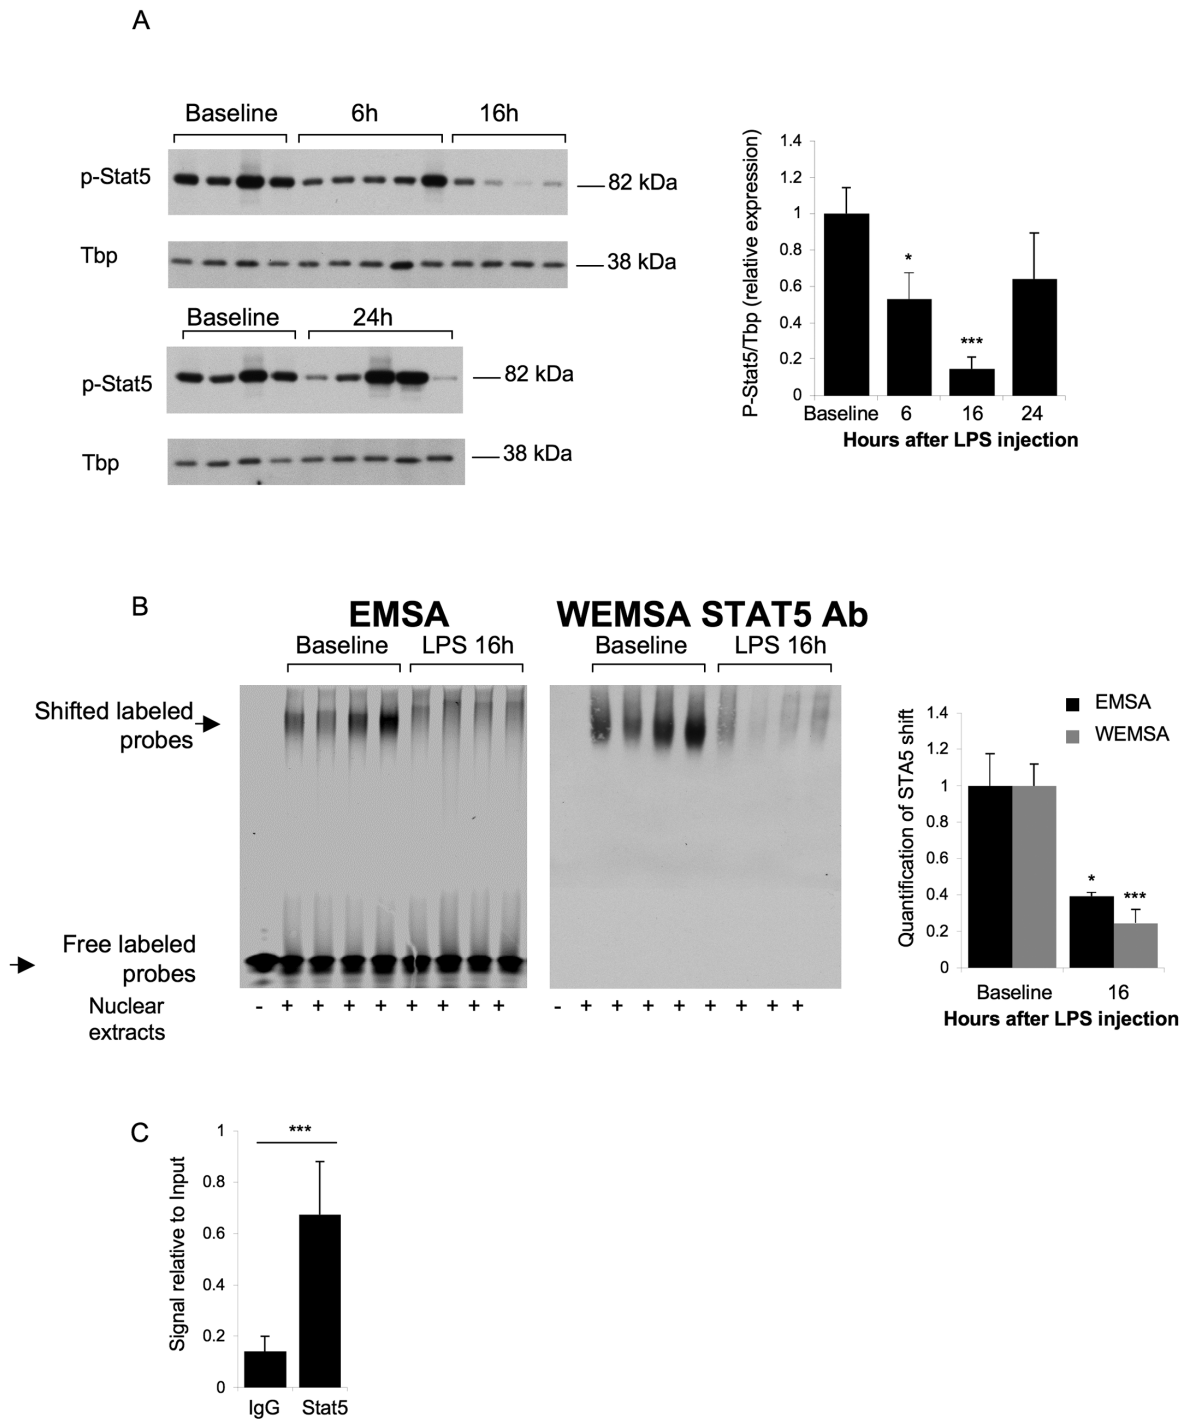 A
Baseline 6h 16h
p-Stat5
82 kDa
Tbp
38 kDa
Baseline 24h
p-Stat5
82 kDa
Tbp
38 kDa
P-Stat5/Tbp (relative expression)
1.4
1.2
1
0.8
0.6
0.4
0.2
0
*
***
Baseline 6 16 24
Hours after LPS injection
B
EMSA WEMSA STAT5 Ab
Baseline LPS 16h Baseline LPS 16h
Shifted labeled
probes
Free labeled
probes
Nuclear
extracts
- + + + + + + + +
- + + + + + + + +
Quantification of STA5 shift
EMSA
WEMSA
1.4
1.2
1
0.8
0.6
0.4
0.2
0
*
***
Baseline 16
Hours after LPS injection
C
Signal relative to Input
1
0.8
0.6
0.4
0.2
0
***
IgG Stat5